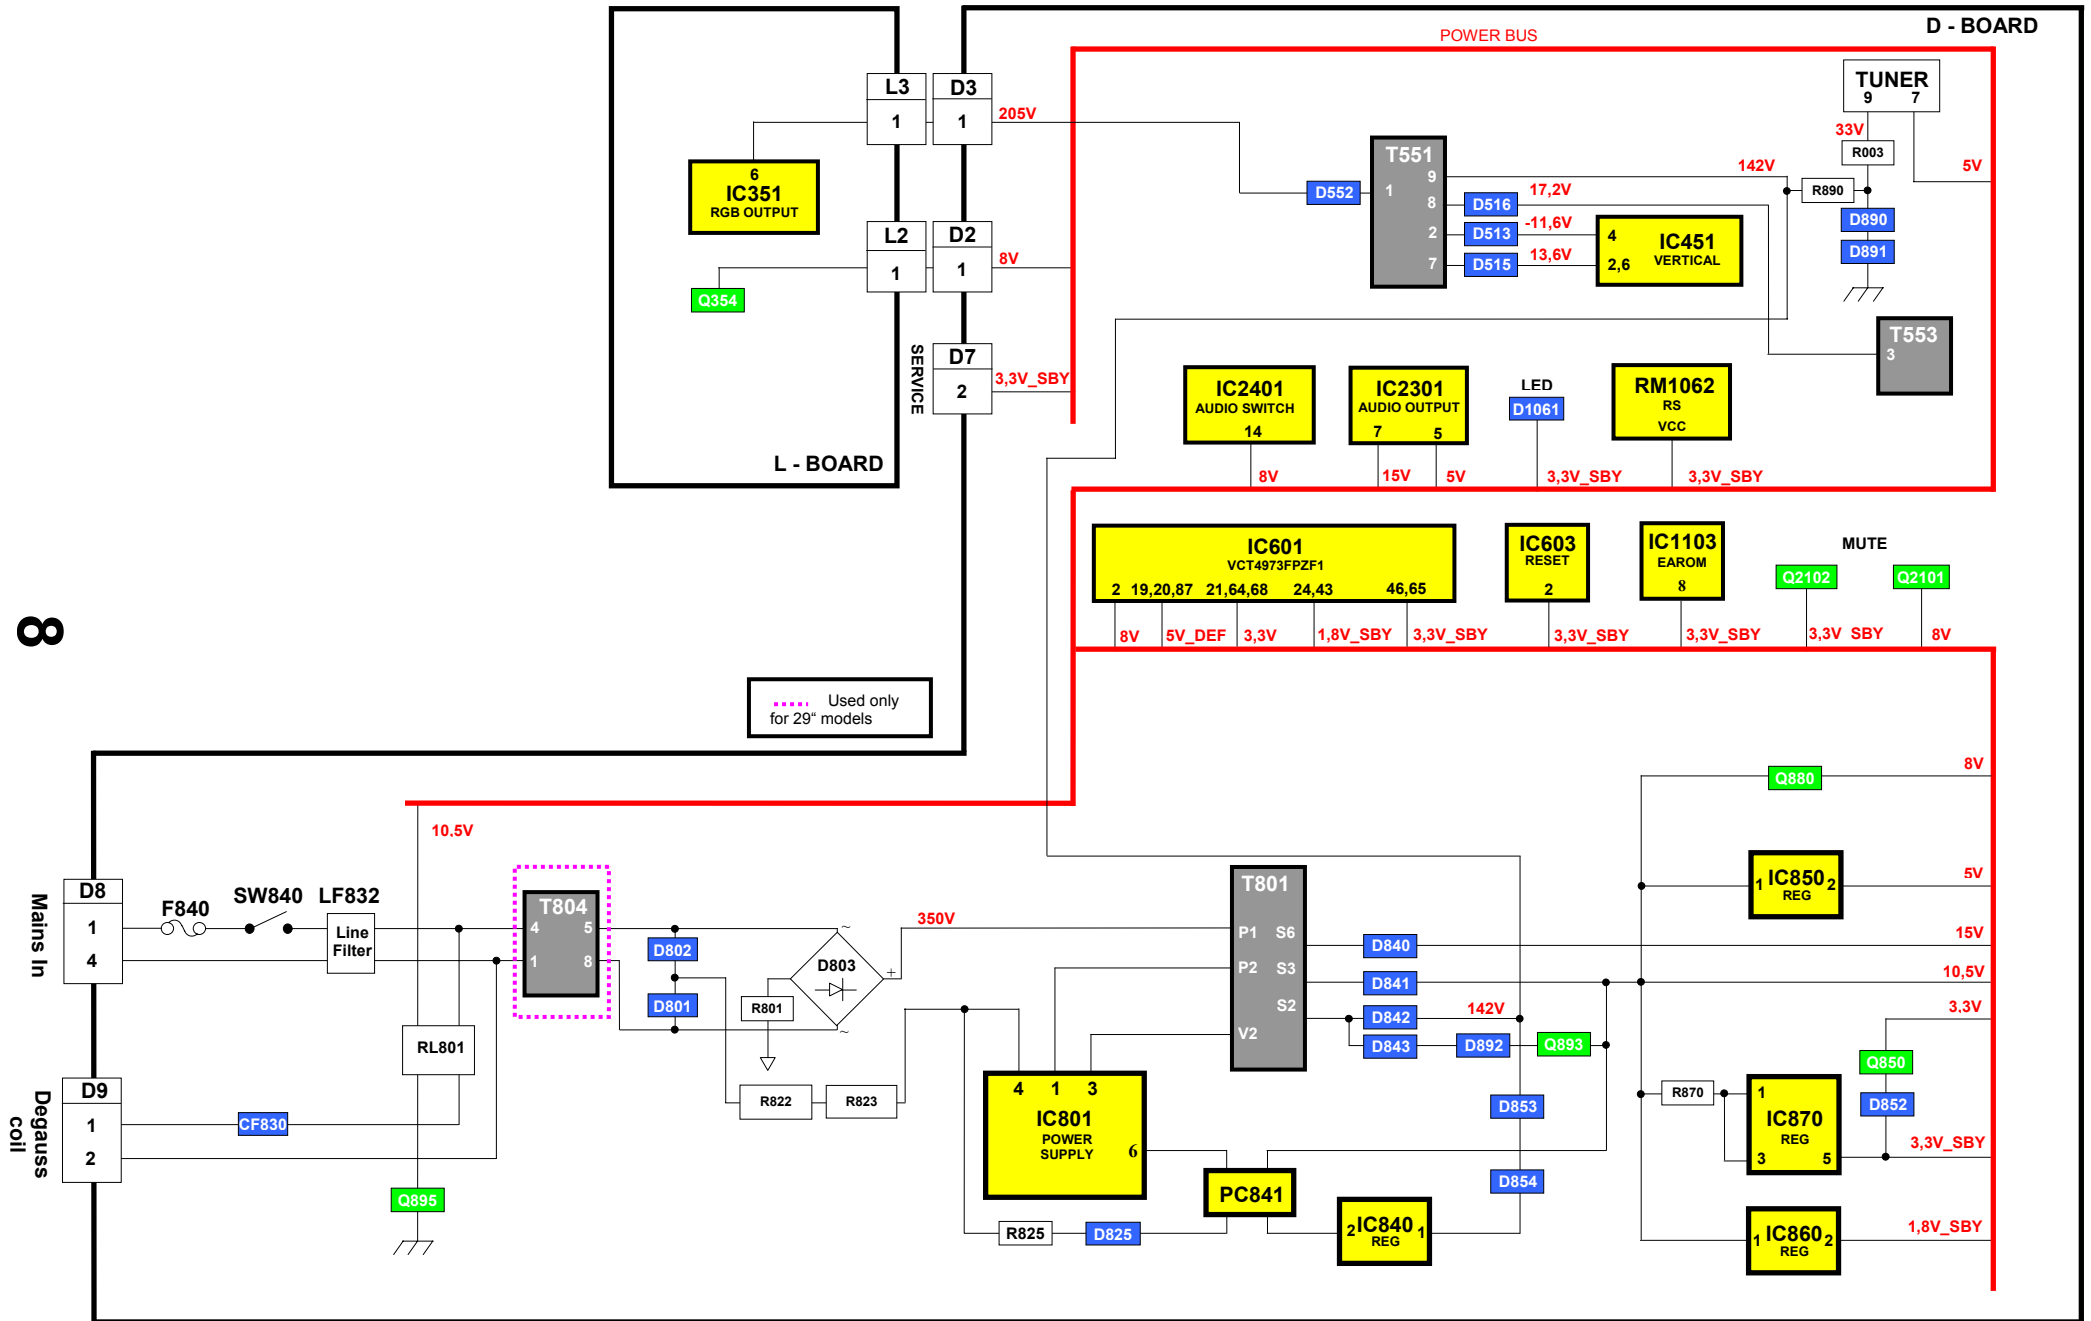 D - BOARD
POWER BUS
L3
1
D3
1
205V
6
IC351
RGB OUTPUT
L2
1
D2
1
8V
Q354
SERVICE
D7
2
3,3V_SBY
L - BOARD
D552
T551
1
9
8
2
7
142V
D516
17,2V
D513
-11,6V
D515
13,6V
4
2,6
IC451
VERTICAL
TUNER
9 7
33V
R003
5V
R890
D890
D891
T553
3
IC2401
AUDIO SWITCH
14
8V
IC2301
AUDIO OUTPUT
7 5
15V
5V
LED
D1061
3,3V_SBY
RM1062
RS
VCC
3,3V_SBY
IC601
VCT4973FPZF1
2 19,20,87 21,64,68 24,43 46,65
8V
5V_DEF
3,3V
1,8V_SBY
3,3V_SBY
IC603
RESET
2
3,3V_SBY
IC1103
EAROM
8
3,3V_SBY
MUTE
Q2102
3,3V SBY
Q2101
8V
8
Used only
for 29“ models
10,5V
Mains In
D8
1
4
F840
SW840
LF832
Line
Filter
T804
4 5
1 8
D802
D801
D803
~
~
+
350V
R801
R822
R823
RL801
Degauss
coil
D9
1
2
CF830
Q895
T801
P1 S6
P2 S3
S2
V2
D840
D841
D842
142V
D843
D892
Q893
4 1 3
IC801
POWER
SUPPLY
6
PC841
R825
D825
2 IC840 1
REG
D853
D854
Q880
8V
1 IC850 2
REG
5V
15V
10,5V
3,3V
Q850
D852
R870
1
IC870
REG
3 5
3,3V_SBY
1 IC860 2
REG
1,8V_SBY